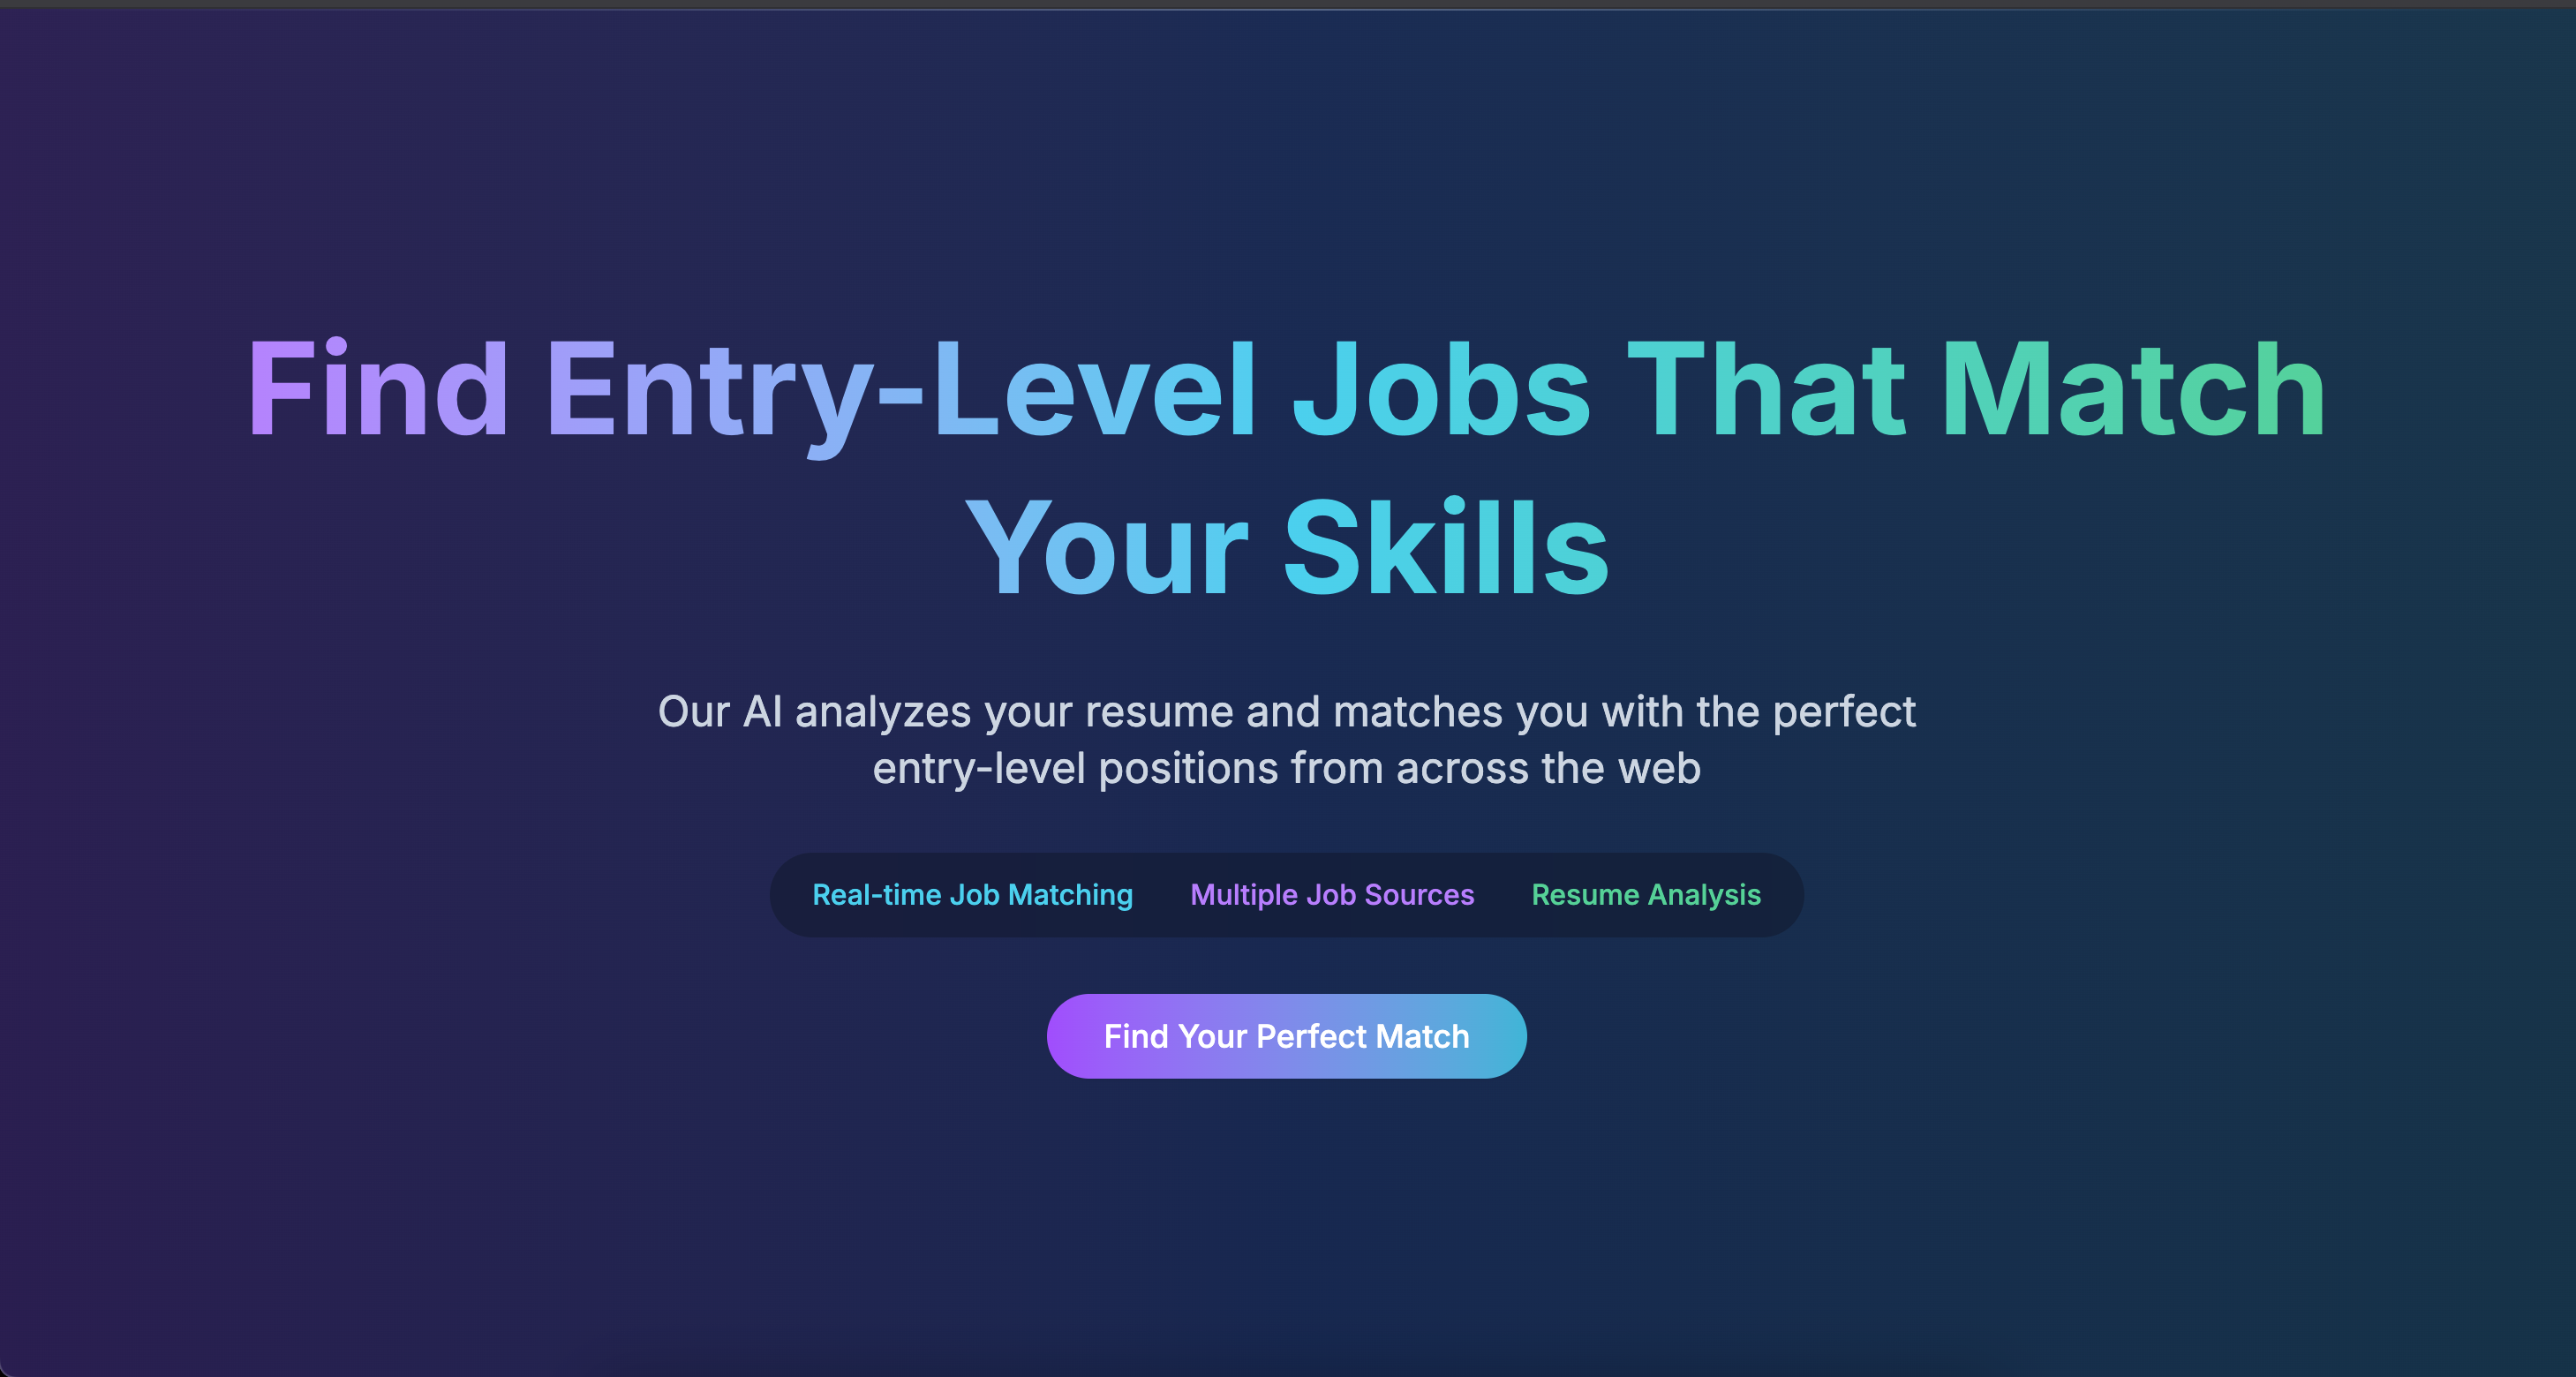 Find Entry-Level Jobs That Match
Your Skills
Our AI analyzes your resume and matches you with the perfect
entry-level positions from across the web
Real-time Job Matching Multiple Job Sources Resume Analysis
Find Your Perfect Match